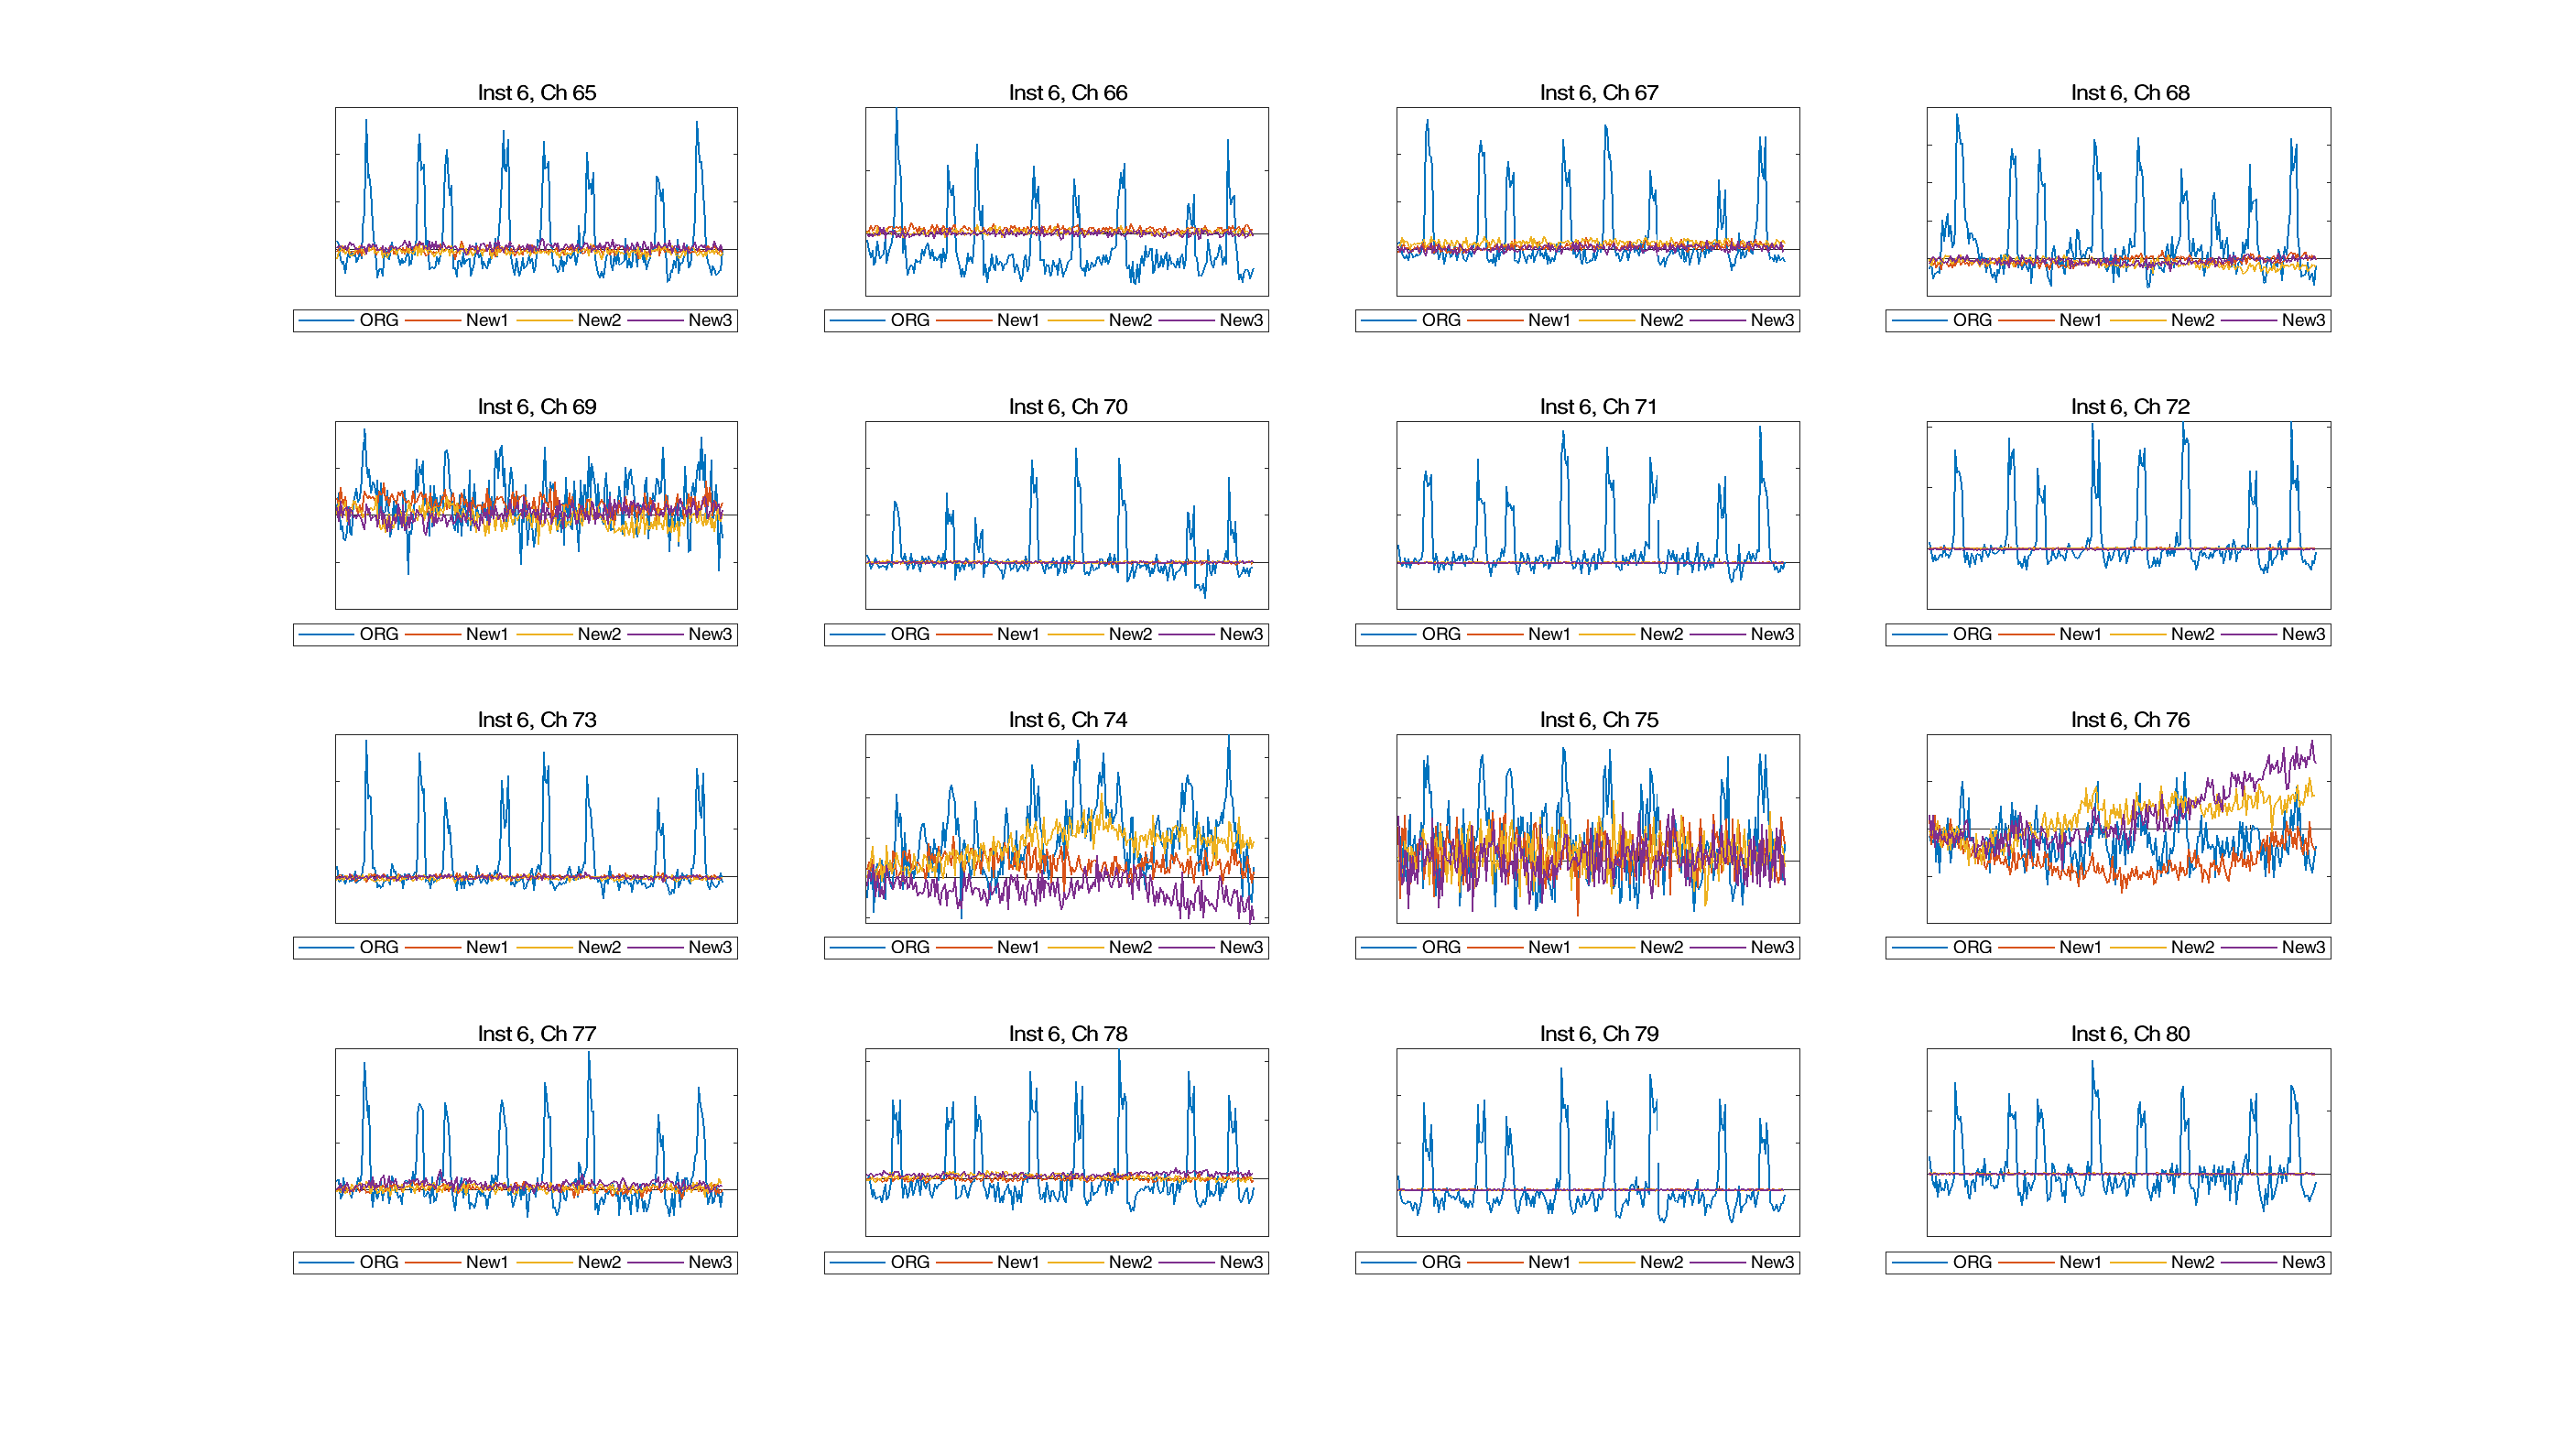 Inst 6, Ch 65
Inst 6, Ch 66
Inst 6, Ch 67
Inst 6, Ch 68
ORG New1 New2 New3
ORG New1 New2 New3
ORG New1 New2 New3
ORG New1 New2 New3
Inst 6, Ch 69
Inst 6, Ch 70
Inst 6, Ch 71
Inst 6, Ch 72
ORG New1 New2 New3
ORG New1 New2 New3
ORG New1 New2 New3
ORG New1 New2 New3
Inst 6, Ch 73
Inst 6, Ch 74
Inst 6, Ch 75
Inst 6, Ch 76
ORG New1 New2 New3
ORG New1 New2 New3
ORG New1 New2 New3
ORG New1 New2 New3
Inst 6, Ch 77
Inst 6, Ch 78
Inst 6, Ch 79
Inst 6, Ch 80
ORG New1 New2 New3
ORG New1 New2 New3
ORG New1 New2 New3
ORG New1 New2 New3